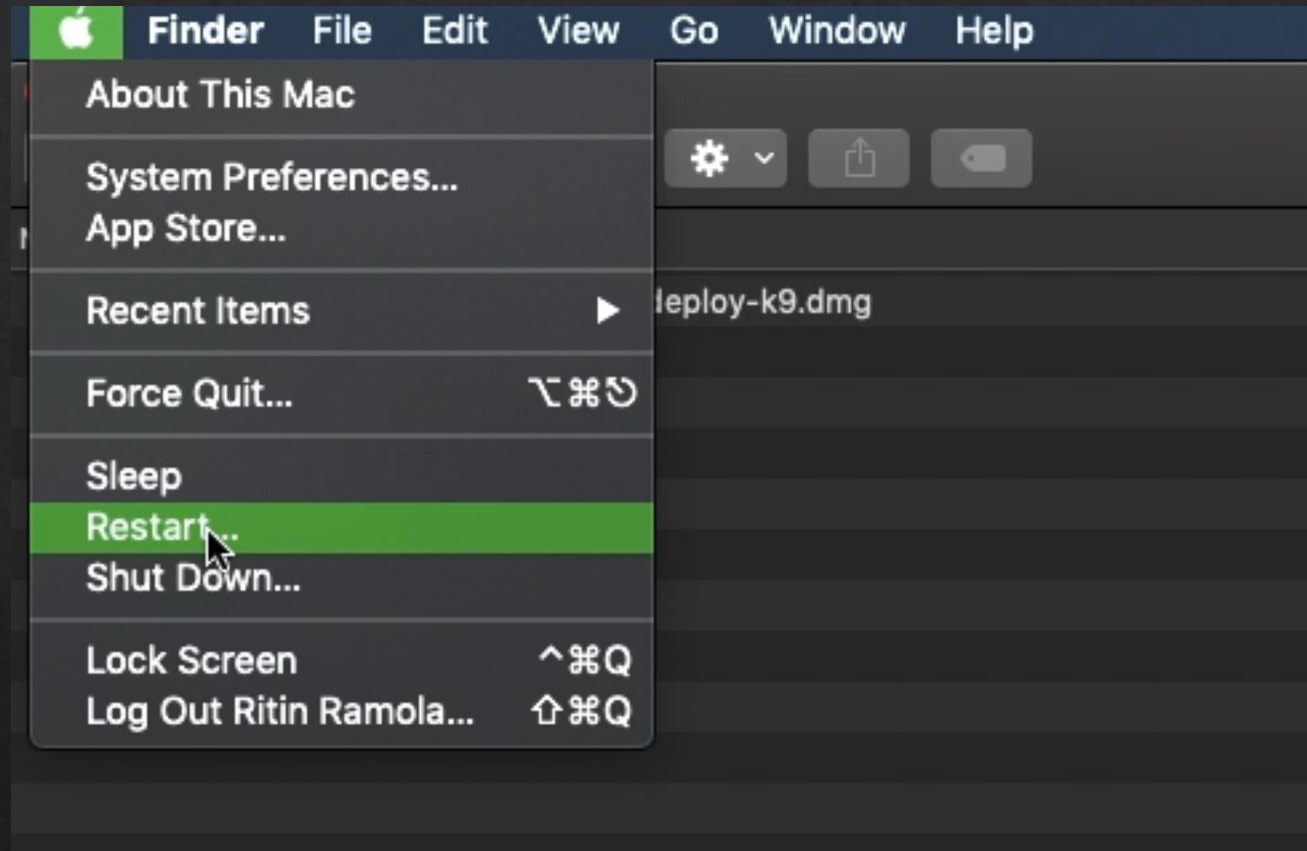 Finder File Edit View Go Window Help
About This Mac
System Preferences...
App Store...
Recent Items
deploy-k9.dmg
Force Quit... ⌥⌘⎋
Sleep
Restart...
Shut Down...
Lock Screen ^⌘Q
Log Out Ritin Ramola... ⇧⌘Q